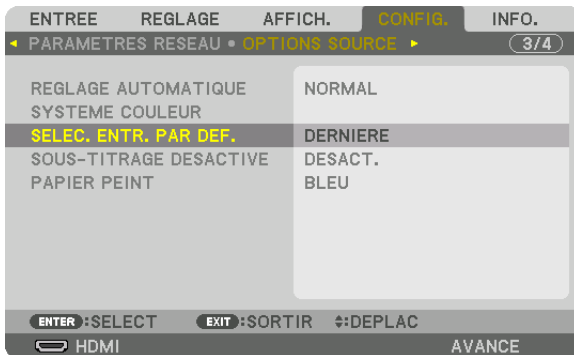 ENTREE REGLAGE AFFICH. CONFIG. INFO.
PARAMETRES RESEAU • OPTIONS SOURCE 3/4
REGLAGE AUTOMATIQUE NORMAL
SYSTEME COULEUR
SELEC. ENTR. PAR DEF. DERNIERE
SOUS-TITRAGE DESACTIVE DESACT.
PAPIER PEINT BLEU
ENTER :SELECT EXIT :SORTIR :DEPLAC
HDMI AVANCE